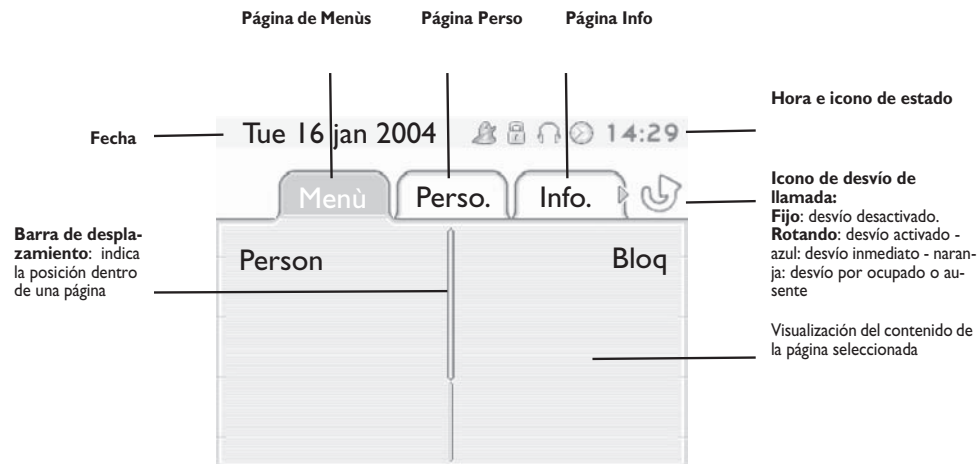 Página de Menùs
Página Perso
Página Info
Hora e icono de estado
Fecha
Tue 16 jan 2004
14:29
Menù
Perso.
Info.
Icono de desvío de
llamada:
Fijo: desvío desactivado.
Rotando: desvío activado -
azul: desvío inmediato - naran-
ja: desvío por ocupado o au-
sente
Barra de despla-
zamiento: indica
la posición dentro
de una página
Person
Bloq
Visualización del contenido de
la página seleccionada